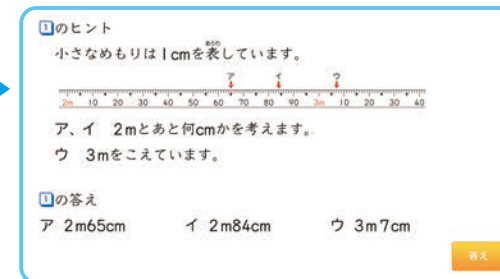 1のヒント
小さなめもりは1cmを表しています。
あらわ
ア イ ウ
2m 10 20 30 40 50 60 70 80 90 3m 10 20 30 40
ア、イ 2mとあと何cmかを考えます。
ウ 3mをこえています。
1の答え
ア 2m65cm イ 2m84cm ウ 3m7cm
答え